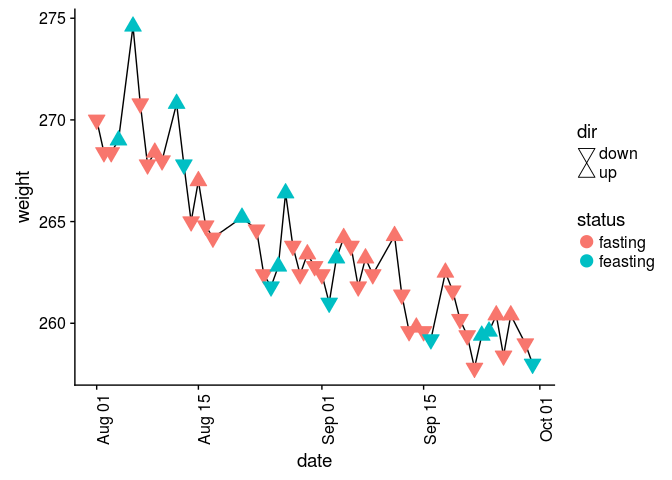 275
270
265
260
weight
Aug 01
Aug 15
Sep 01
Sep 15
Oct 01
date
dir
down
up
status
fasting
feasting